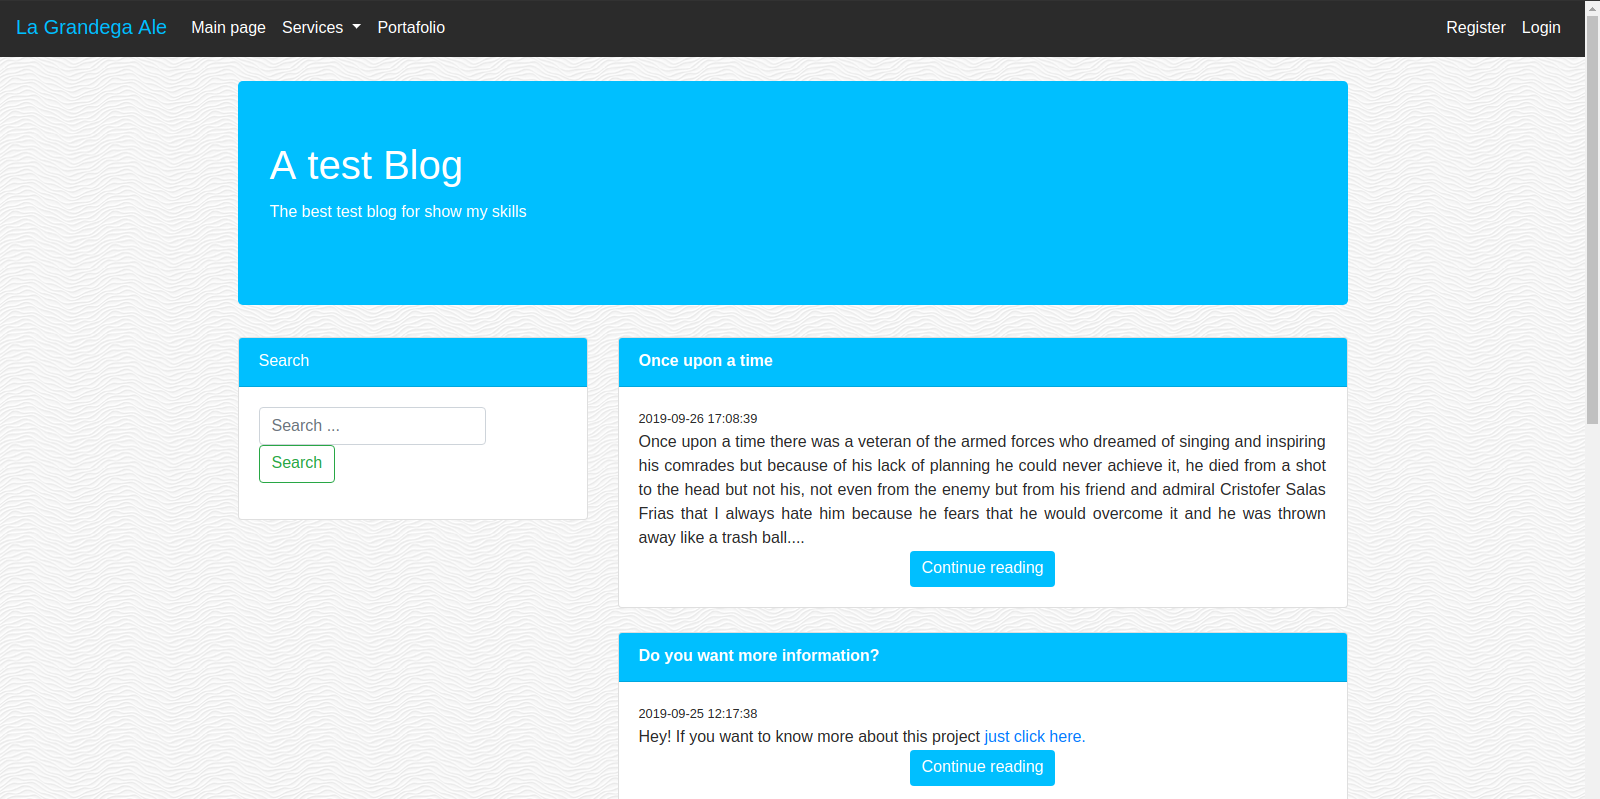 La Grandega Ale Main page Services Portafolio Register Login
A test Blog
The best test blog for show my skills
Search
Search ...
Search
Once upon a time
2019-09-26 17:08:39
Once upon a time there was a veteran of the armed forces who dreamed of singing and inspiring
his comrades but because of his lack of planning he could never achieve it, he died from a shot
to the head but not his, not even from the enemy but from his friend and admiral Cristofer Salas
Frias that I always hate him because he fears that he would overcome it and he was thrown
away like a trash ball....
Continue reading
Do you want more information?
2019-09-25 12:17:38
Hey! If you want to know more about this project just click here.
Continue reading